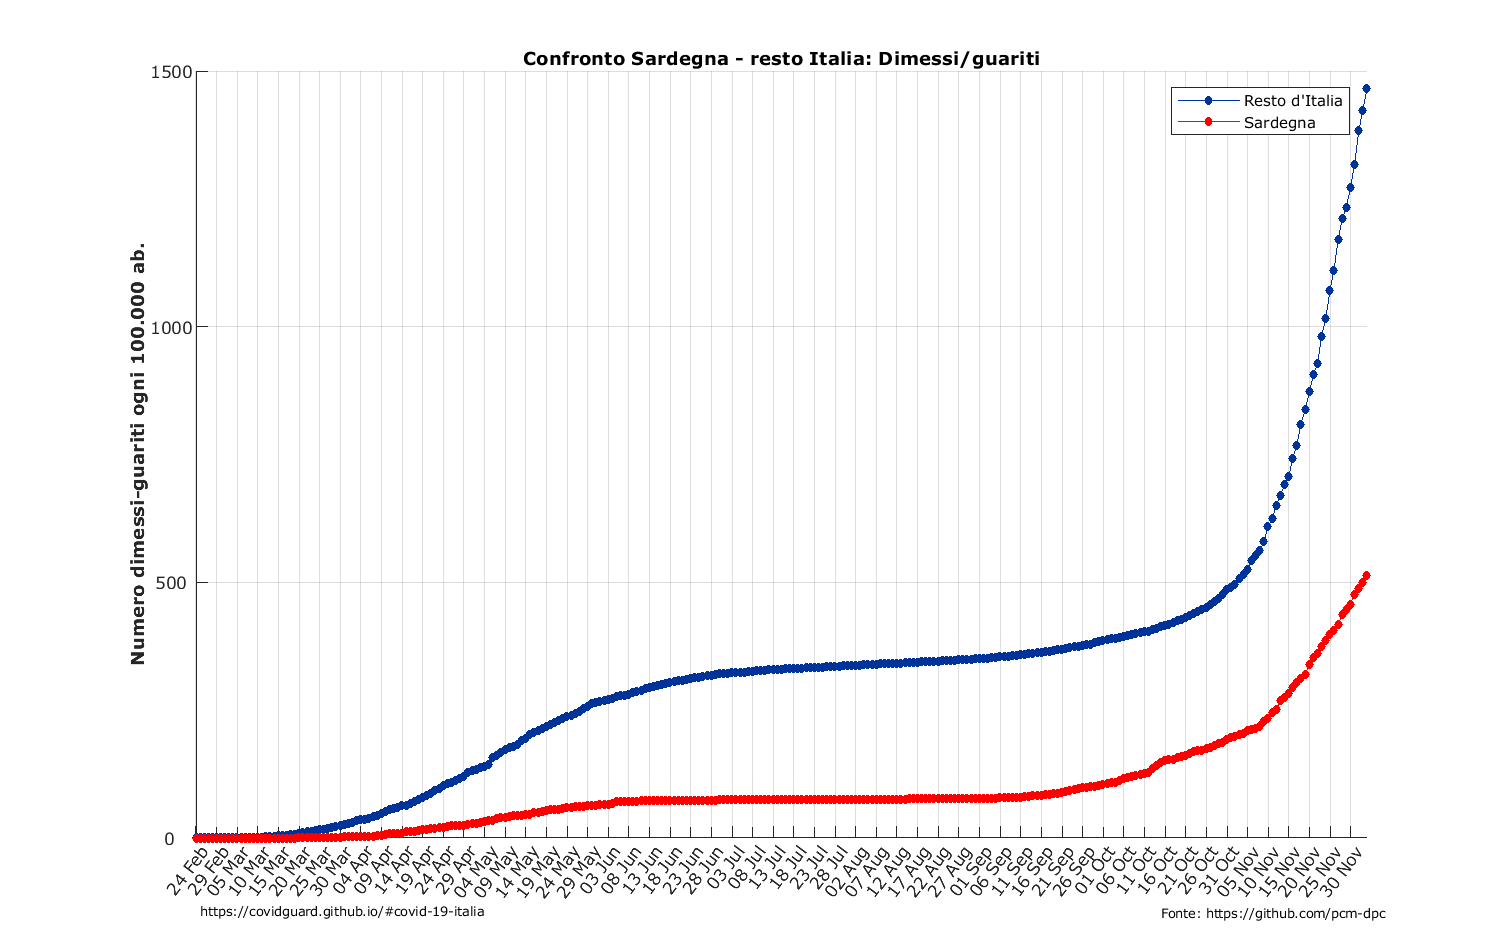 Confronto Sardegna - resto Italia: Dimessi/guariti
Resto d'Italia
Sardegna
Numero dimessi-guariti ogni 100.000 ab.
1500
1000
500
0
24 Feb
29 Feb
05 Mar
10 Mar
15 Mar
20 Mar
25 Mar
30 Mar
04 Apr
09 Apr
14 Apr
19 Apr
24 Apr
29 Apr
04 May
09 May
14 May
19 May
24 May
29 May
03 Jun
08 Jun
13 Jun
18 Jun
23 Jun
28 Jun
03 Jul
08 Jul
13 Jul
18 Jul
23 Jul
28 Jul
02 Aug
07 Aug
12 Aug
17 Aug
22 Aug
27 Aug
01 Sep
06 Sep
11 Sep
16 Sep
21 Sep
26 Sep
01 Oct
06 Oct
11 Oct
16 Oct
21 Oct
26 Oct
31 Oct
05 Nov
10 Nov
15 Nov
20 Nov
25 Nov
30 Nov
https://covidguard.github.io/#covid-19-italia
Fonte: https://github.com/pcm-dpc